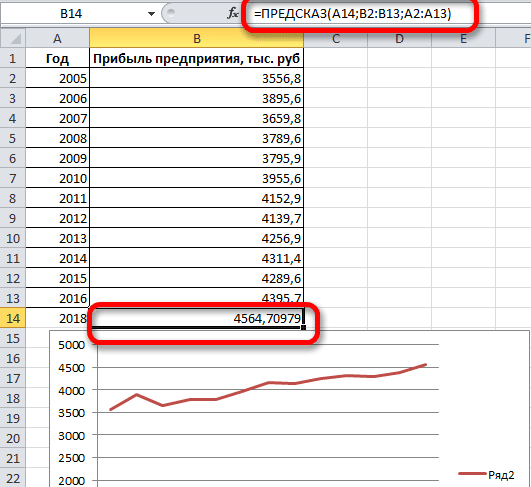 B14 fx =ПРЕДСКАЗ(A14;B2:B13;A2:A13)
A B C D E F
1 Год Прибыль предприятия, тыс. руб
2 2005 3556,8
3 2006 3895,6
4 2007 3659,8
5 2008 3789,6
6 2009 3795,9
7 2010 3955,6
8 2011 4152,9
9 2012 4139,7
10 2013 4256,9
11 2014 4311,4
12 2015 4289,6
13 2016 4395,7
14 2018 4564,70979
15 5000
16 4500
17 4000
18 3500
19 3000
20 2500
21 Ряд2
22 2000